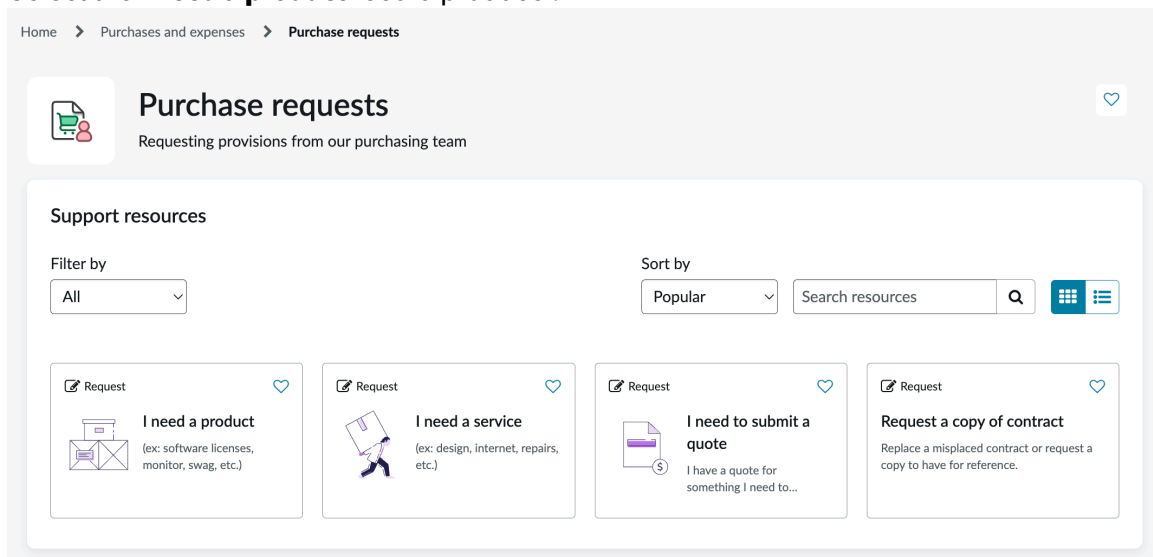 Home > Purchases and expenses > Purchase requests
Purchase requests
Requesting provisions from our purchasing team
Support resources
Filter by
All
Sort by
Popular
Search resources
Request
I need a product
(ex: software licenses,
monitor, swag, etc.)
Request
I need a service
(ex: design, internet, repairs,
etc.)
Request
I need to submit a
quote
I have a quote for
something I need to...
Request
Request a copy of contract
Replace a misplaced contract or request a
copy to have for reference.